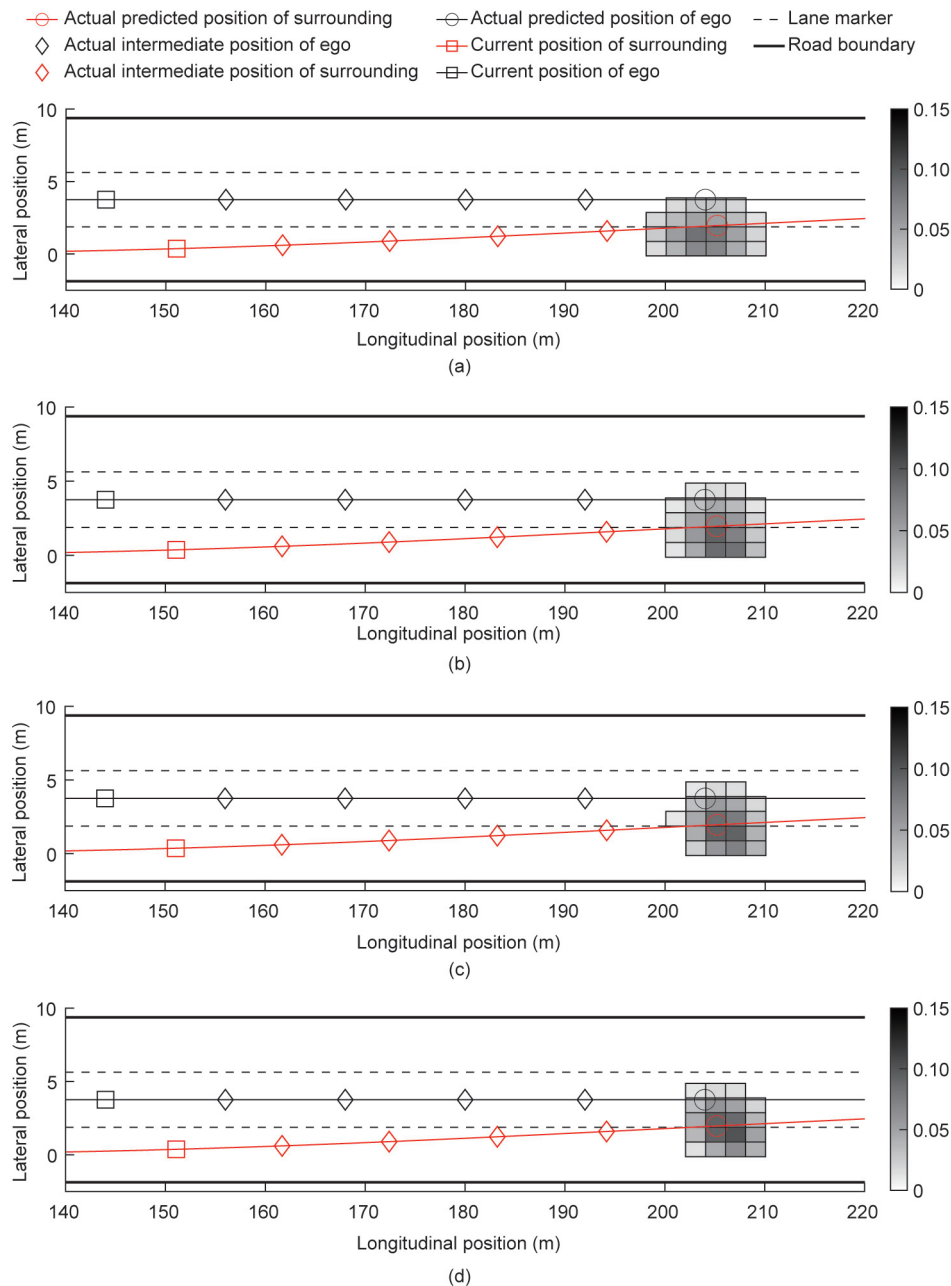 Actual predicted position of surrounding Actual predicted position of ego Lane marker
Actual intermediate position of ego Current position of surrounding Road boundary
Actual intermediate position of surrounding Current position of ego
10
5
0
Lateral position (m)
140 150 160 170 180 190 200 210 220
Longitudinal position (m)
0.15
0.10
0.05
0
(a)
10
5
0
Lateral position (m)
140 150 160 170 180 190 200 210 220
Longitudinal position (m)
0.15
0.10
0.05
0
(b)
10
5
0
Lateral position (m)
140 150 160 170 180 190 200 210 220
Longitudinal position (m)
0.15
0.10
0.05
0
(c)
10
5
0
Lateral position (m)
140 150 160 170 180 190 200 210 220
Longitudinal position (m)
0.15
0.10
0.05
0
(d)